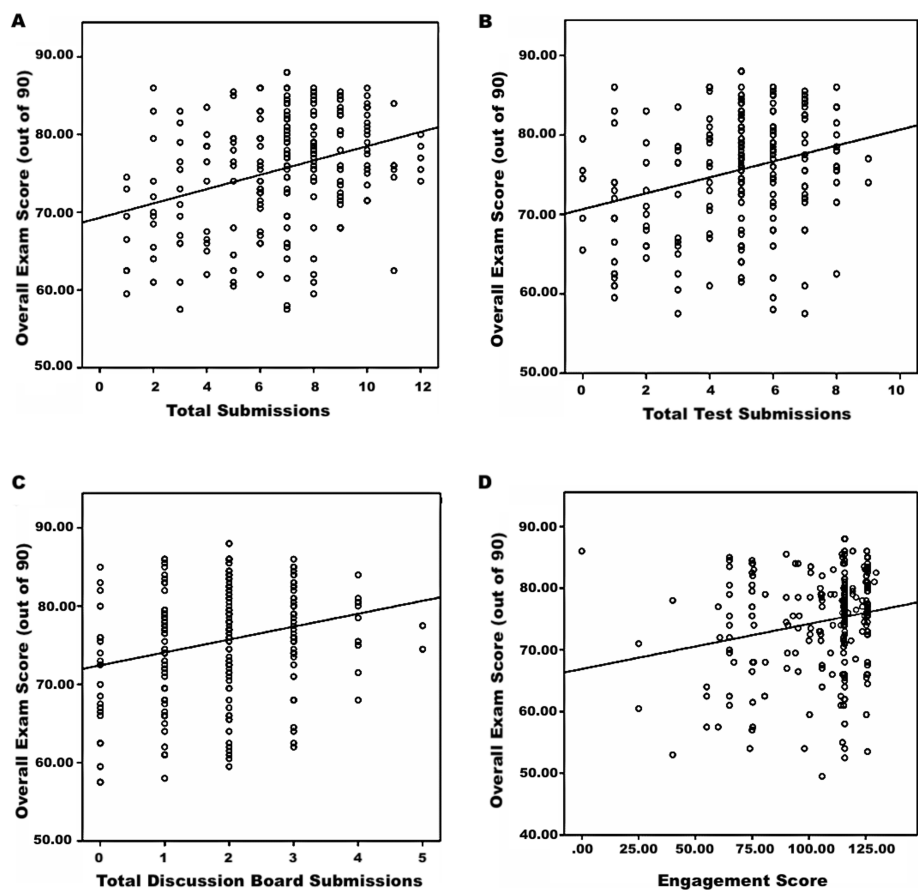 A
Overall Exam Score (out of 90)
90.00
80.00
70.00
60.00
50.00
0 2 4 6 8 10 12
Total Submissions
B
Overall Exam Score (out of 90)
90.00
80.00
70.00
60.00
50.00
0 2 4 6 8 10
Total Test Submissions
C
Overall Exam Score (out of 90)
90.00
80.00
70.00
60.00
50.00
0 1 2 3 4 5
Total Discussion Board Submissions
D
Overall Exam Score (out of 90)
90.00
80.00
70.00
60.00
50.00
40.00
.00 25.00 50.00 75.00 100.00 125.00
Engagement Score